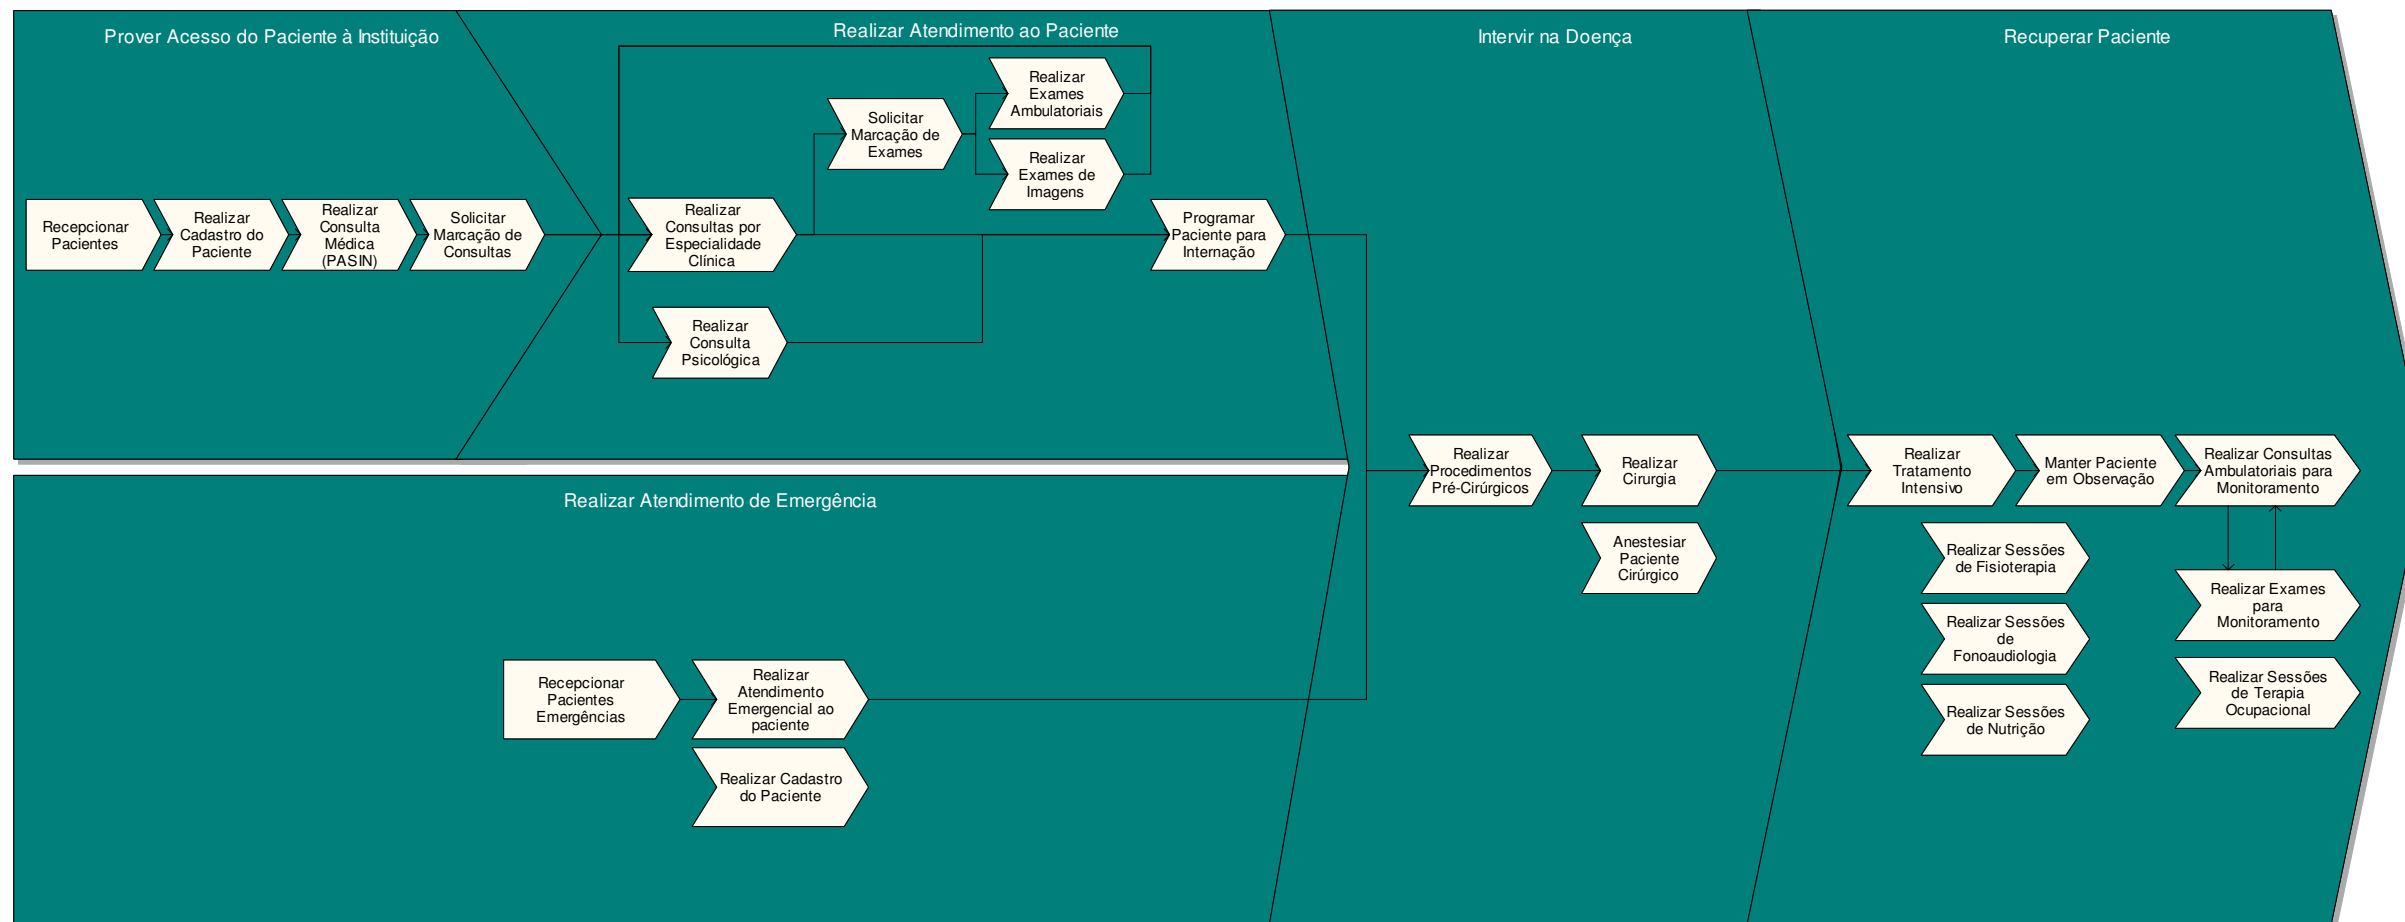 Prover Acesso do Paciente à Instituição
Realizar Atendimento ao Paciente
Intervir na Doença
Recuperar Paciente
Recepcionar
Pacientes
Realizar
Cadastro do
Paciente
Realizar
Consulta
Médica
(PASIN)
Solicitar
Marcação de
Consultas
Realizar
Consultas por
Especialidade
Clínica
Solicitar
Marcação de
Exames
Realizar
Exames
Ambulatoriais
Realizar
Exames de
Imagens
Programar
Paciente para
Internação
Realizar
Consulta
Psicológica
Realizar Atendimento de Emergência
Recepcionar
Pacientes
Emergências
Realizar
Atendimento
Emergencial ao
paciente
Realizar Cadastro
do Paciente
Realizar
Procedimentos
Pré-Cirúrgicos
Realizar
Cirurgia
Anestesiar
Paciente
Cirúrgico
Realizar
Tratamento
Intensivo
Manter Paciente
em Observação
Realizar Consultas
Ambulatoriais para
Monitoramento
Realizar Sessões
de Fisioterapia
Realizar Sessões
de
Fonoaudiologia
Realizar Sessões
de Nutrição
Realizar Exames
para
Monitoramento
Realizar Sessões
de Terapia
Ocupacional